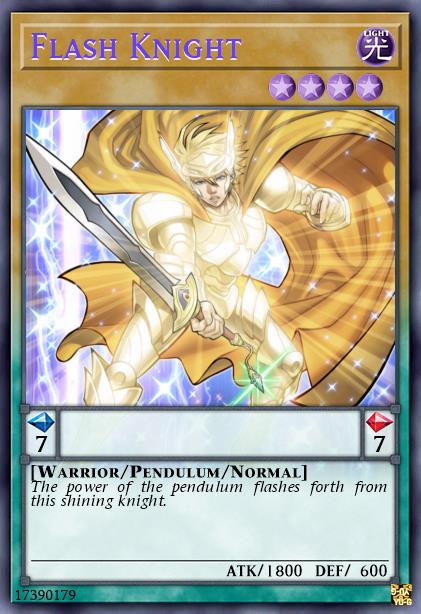 Flash Knight
LIGHT
光
7 7
[Warrior/Pendulum/Normal]
The power of the pendulum flashes forth from
this shining knight.
ATK/1800 DEF/ 600
17390179